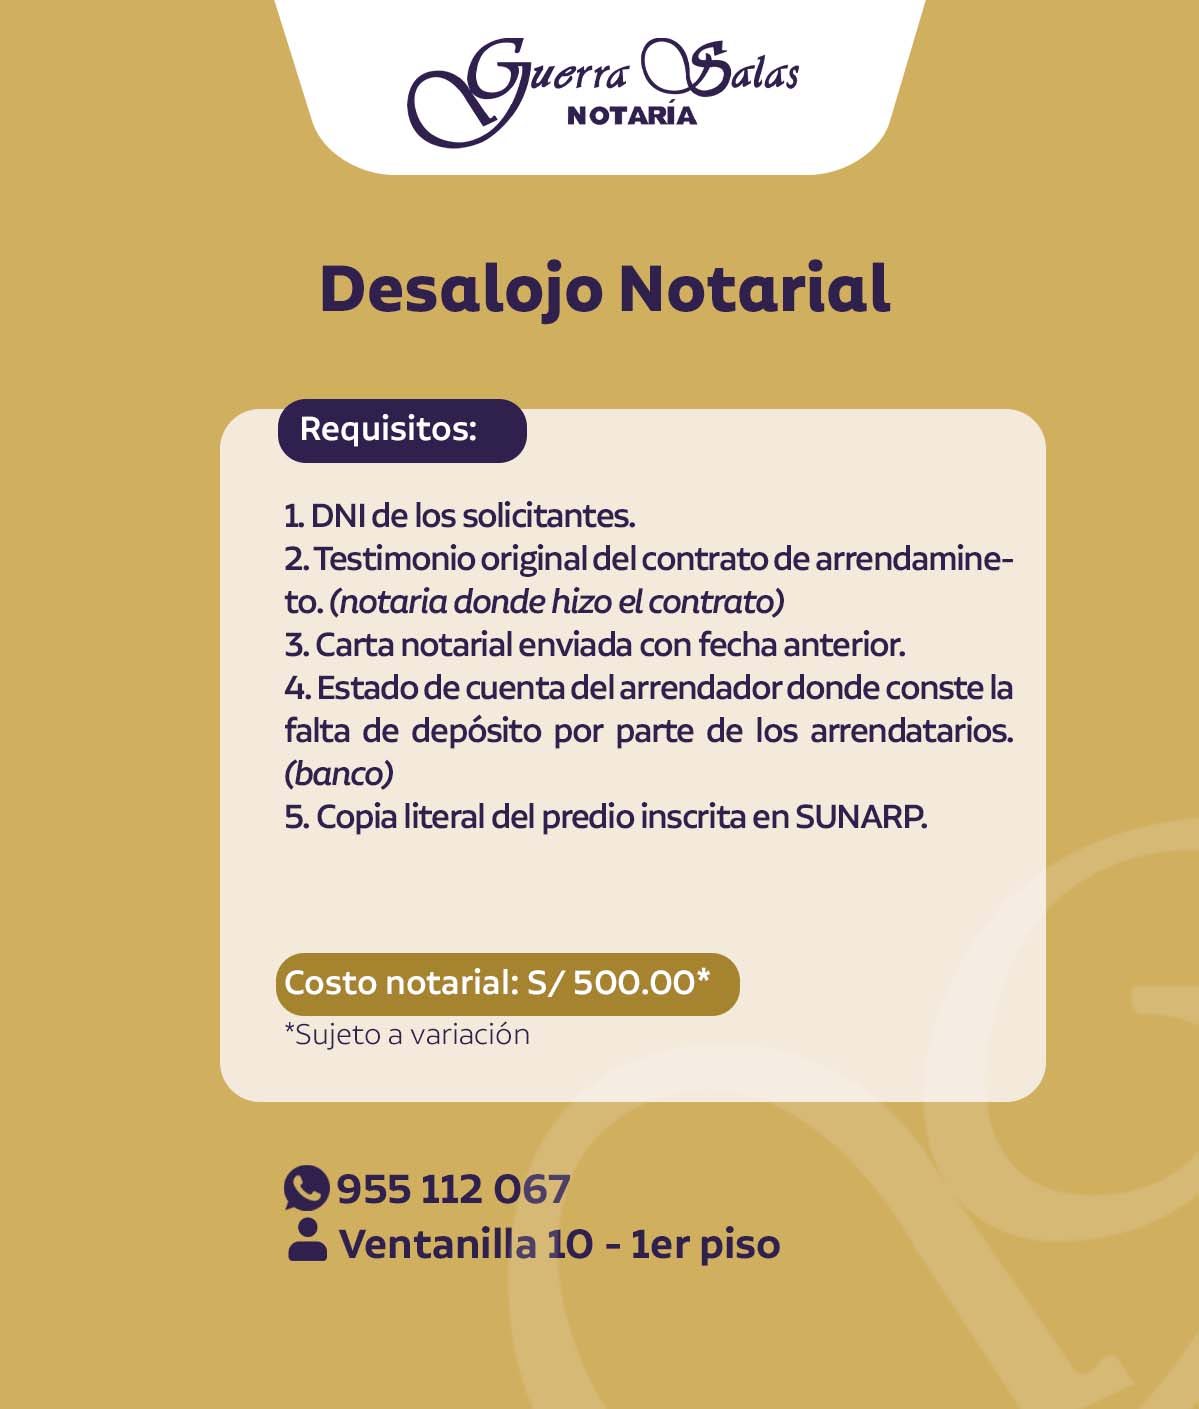 Guerra Salas
NOTARÍA
Desalojo Notarial
Requisitos:
1. DNI de los solicitantes.
2. Testimonio original del contrato de arrendamine-
to. (notaria donde hizo el contrato)
3. Carta notarial enviada con fecha anterior.
4. Estado de cuenta del arrendador donde conste la
falta de depósito por parte de los arrendatarios.
(banco)
5. Copia literal del predio inscrita en SUNARP.
Costo notarial: S/ 500.00*
*Sujeto a variación
955 112 067
Ventanilla 10 - 1er piso